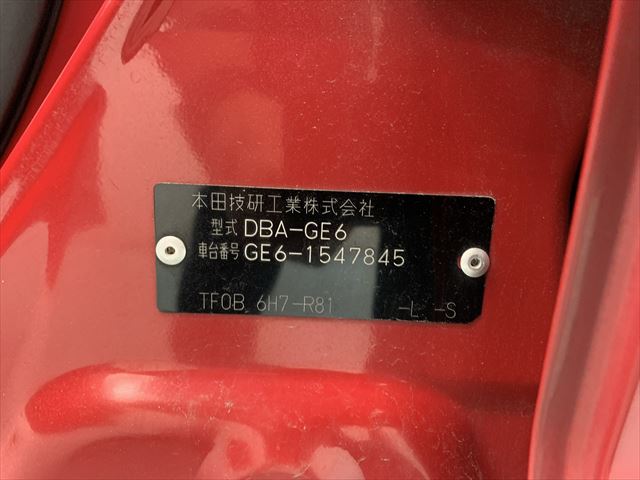 本田技研工業株式会社
型式 DBA-GE6
車台番号 GE6-1547845
TF0B 6H7-R81 -L -S